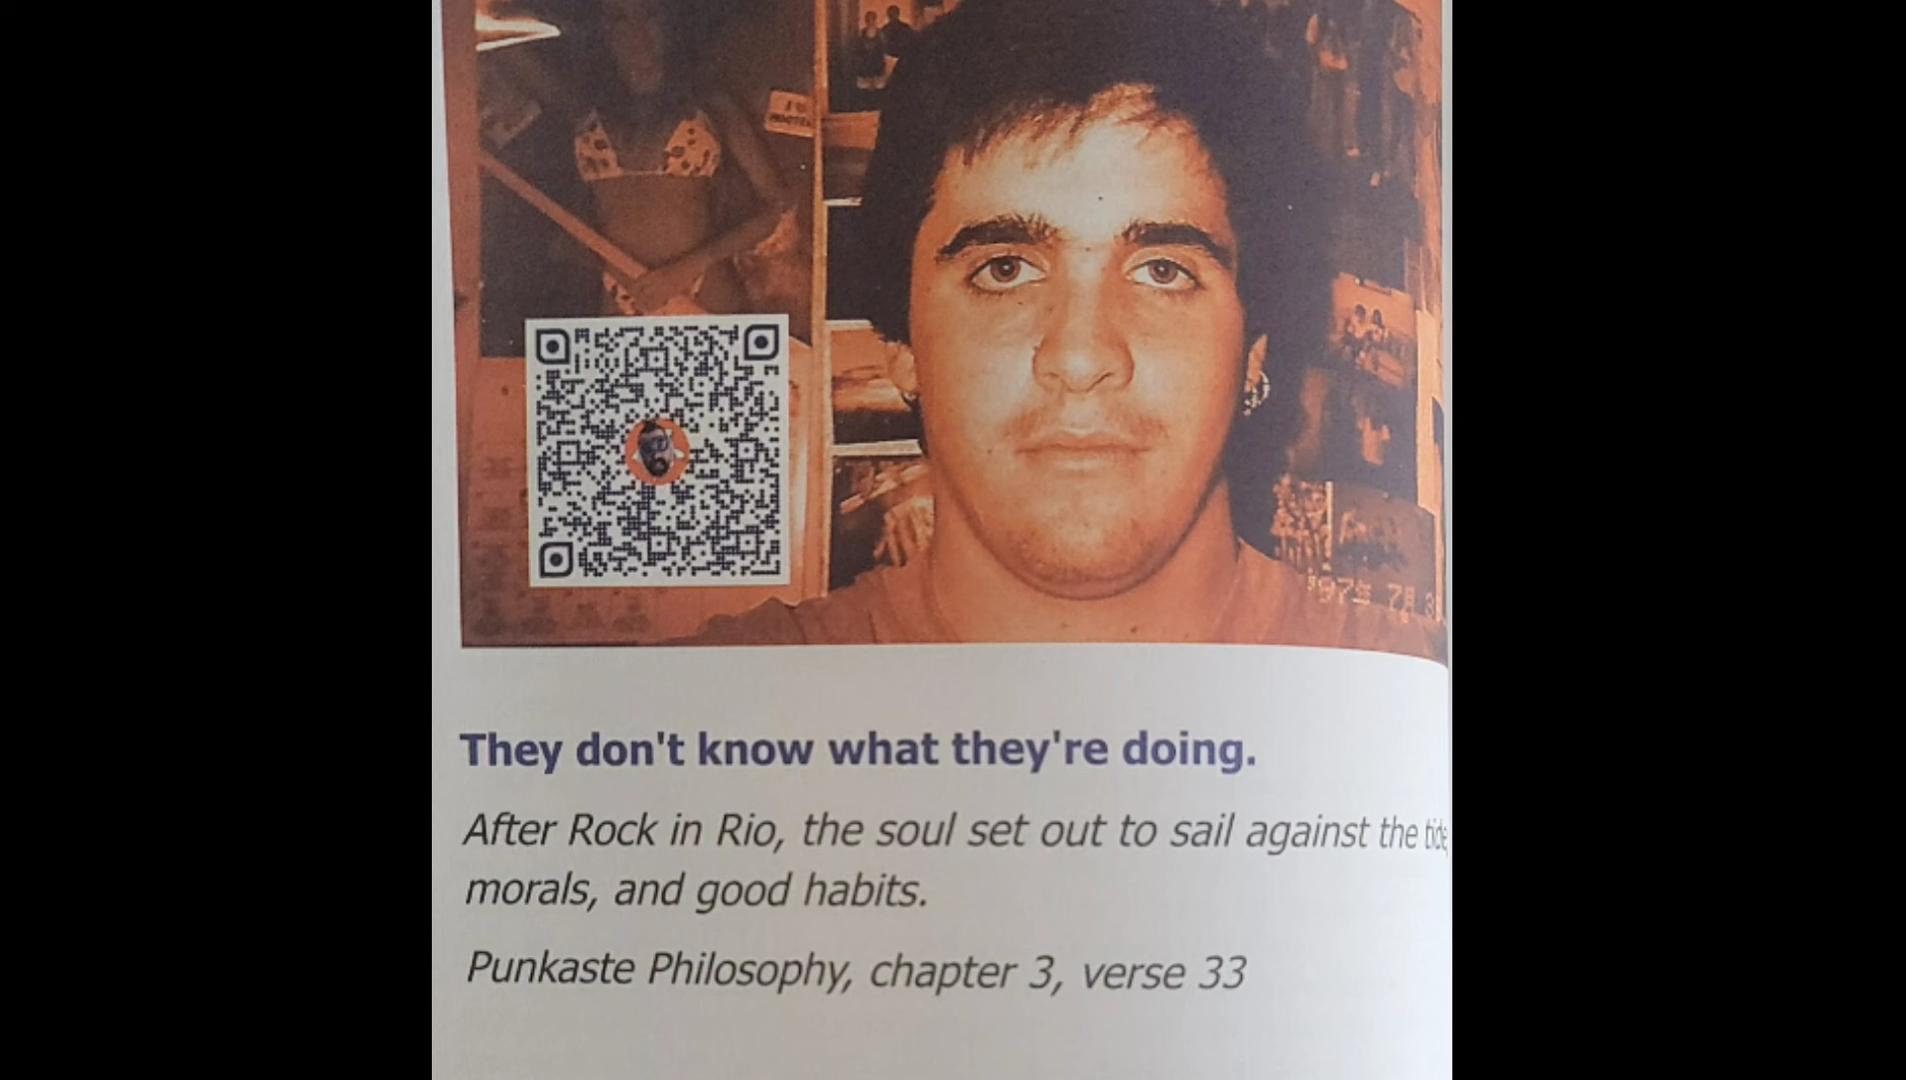 They don't know what they're doing.
After Rock in Rio, the soul set out to sail against the tide,
morals, and good habits.
Punkaste Philosophy, chapter 3, verse 33